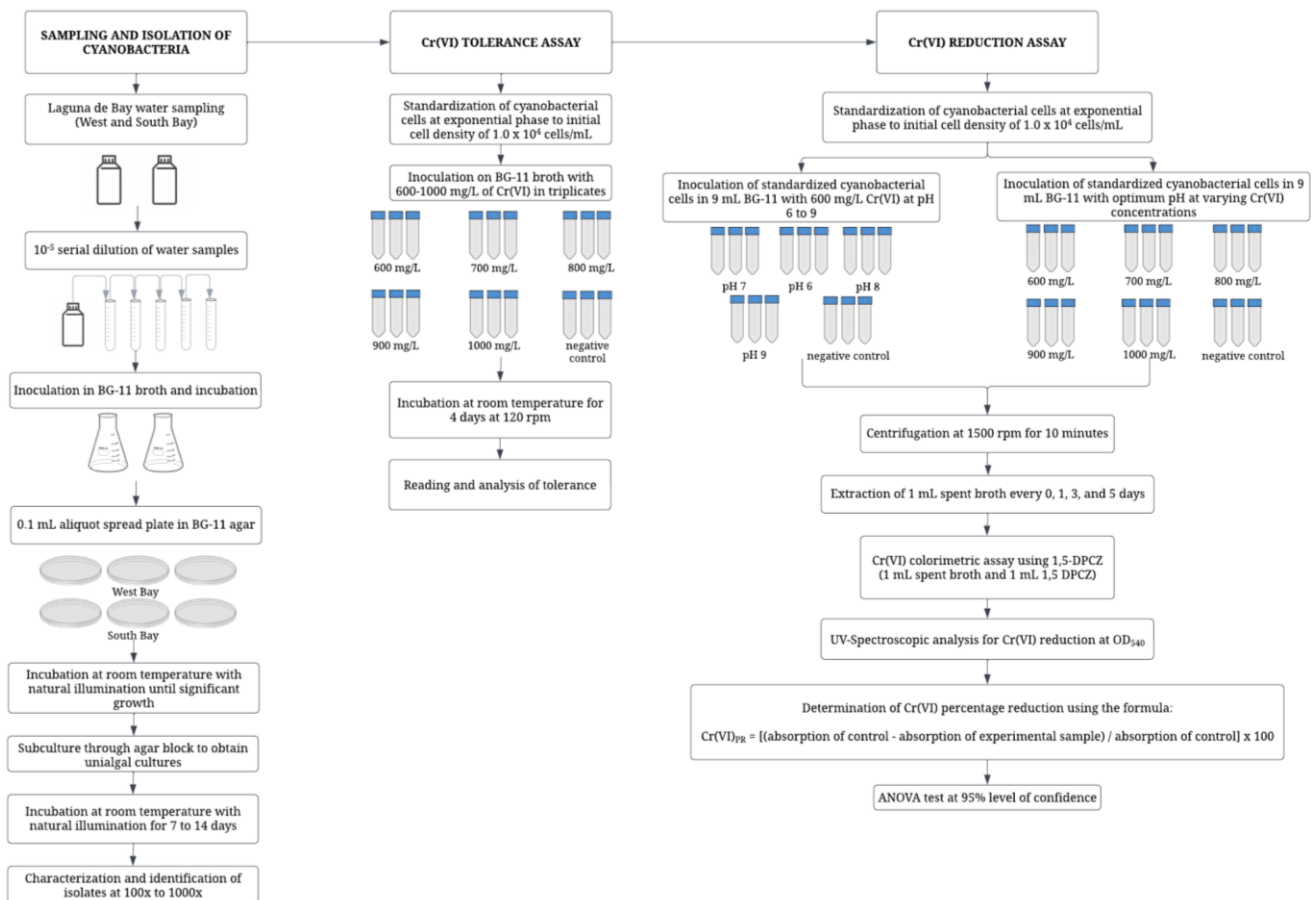 SAMPLING AND ISOLATION OF
CYANOBACTERIA
Laguna de Bay water sampling
(West and South Bay)
10⁻⁵ serial dilution of water samples
Inoculation in BG-11 broth and incubation
0.1 mL aliquot spread plate in BG-11 agar
West Bay
South Bay
Incubation at room temperature with
natural illumination until significant
growth
Subculture through agar block to obtain
unialgal cultures
Incubation at room temperature with
natural illumination for 7 to 14 days
Characterization and identification of
isolates at 100x to 1000x
Cr(VI) TOLERANCE ASSAY
Standardization of cyanobacterial
cells at exponential phase to initial
cell density of 1.0 x 10⁴ cells/mL
Inoculation on BG-11 broth with
600-1000 mg/L of Cr(VI) in triplicates
600 mg/L
700 mg/L
800 mg/L
900 mg/L
1000 mg/L
negative
control
Incubation at room temperature for
4 days at 120 rpm
Reading and analysis of tolerance
Cr(VI) REDUCTION ASSAY
Standardization of cyanobacterial cells at exponential
phase to initial cell density of 1.0 x 10⁴ cells/mL
Inoculation of standardized cyanobacterial
cells in 9 mL BG-11 with 600 mg/L Cr(VI) at pH
6 to 9
pH 7
pH 6
pH 8
pH 9
negative control
Inoculation of standardized cyanobacterial cells in 9
mL BG-11 with optimum pH at varying Cr(VI)
concentrations
600 mg/L
700 mg/L
800 mg/L
900 mg/L
1000 mg/L
negative control
Centrifugation at 1500 rpm for 10 minutes
Extraction of 1 mL spent broth every 0, 1, 3, and 5 days
Cr(VI) colorimetric assay using 1,5-DPCZ
(1 mL spent broth and 1 mL 1,5 DPCZ)
UV-Spectroscopic analysis for Cr(VI) reduction at OD₅₄₀
Determination of Cr(VI) percentage reduction using the formula:
Cr(VI)PR = [(absorption of control - absorption of experimental sample) / absorption of control] x 100
ANOVA test at 95% level of confidence